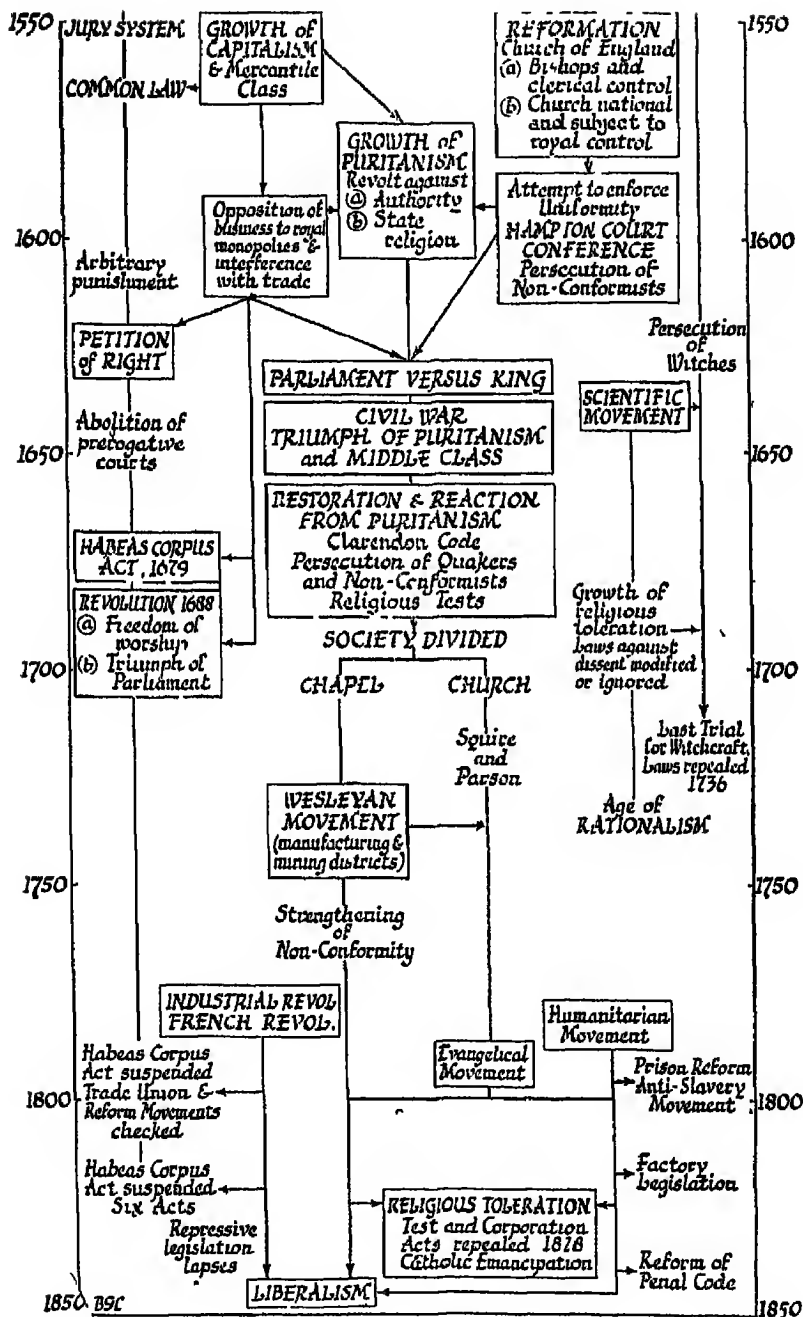 1550
JURY SYSTEM
COMMON LAW
GROWTH of
CAPITALISM
& Mercantile
Class
REFORMATION
Church of England
(a) Bishops and
clerical control
(b) Church national
and subject to
royal control
1550
GROWTH of
PURITANISM
Revolt against
(a) Authority
(b) State
religion
Opposition of
business to royal
monopolies &
interference
with trade
Attempt to enforce
Uniformity
HAMPTON COURT
CONFERENCE
Persecution of
Non-Conformists
1600
1600
Arbitrary
punishment
PETITION
of RIGHT
Persecution
of
Witches
PARLIAMENT VERSUS KING
SCIENTIFIC
MOVEMENT
Abolition of
prerogative
courts
CIVIL WAR
TRIUMPH OF PURITANISM
and MIDDLE CLASS
1650
1650
RESTORATION & REACTION
FROM PURITANISM
Clarendon Code
Persecution of Quakers
and Non-Conformists
Religious Tests
HABEAS CORPUS
ACT, 1679
REVOLUTION 1688
(a) Freedom of
worship
(b) Triumph of
Parliament
Growth of
religious
toleration
Laws against
dissent modified
or ignored
SOCIETY DIVIDED
1700
1700
CHAPEL
CHURCH
Squire
and
Parson
Last Trial
for Witchcraft,
Laws repealed
1736
Age of
RATIONALISM
WESLEYAN
MOVEMENT
(manufacturing &
mining districts)
1750
1750
Strengthening
of
Non-Conformity
INDUSTRIAL REVOL
FRENCH REVOL.
Humanitarian
Movement
Habeas Corpus
Act suspended
Trade Union &
Reform Movements
checked
Evangelical
Movement
Prison Reform
Anti-Slavery
Movement
1800
1800
Habeas Corpus
Act suspended
Six Acts
Factory
Legislation
RELIGIOUS TOLERATION
Test and Corporation
Acts repealed 1828
Catholic Emancipation
Repressive
legislation
lapses
Reform of
Penal Code
LIBERALISM
1850
B9C
1850